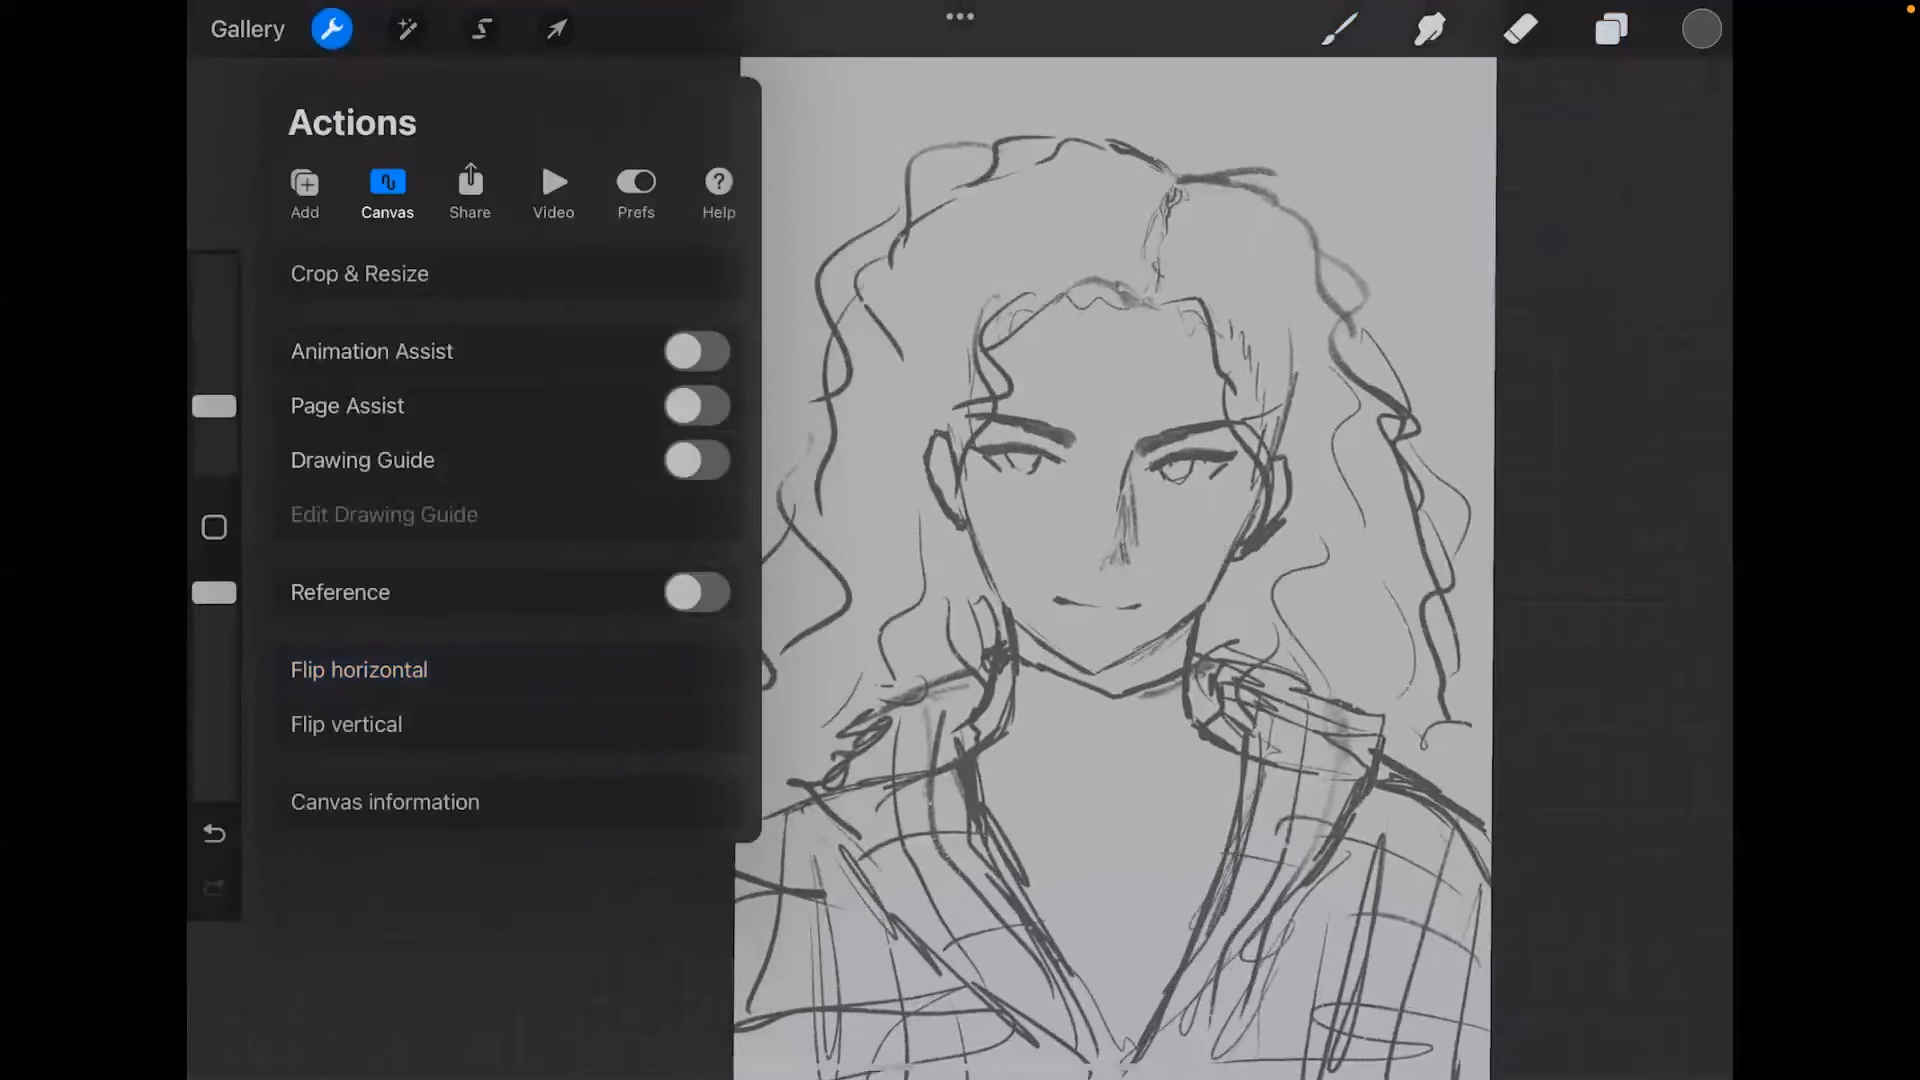 Gallery
Actions
Add Canvas Share Video Prefs Help
Crop & Resize
Animation Assist
Page Assist
Drawing Guide
Edit Drawing Guide
Reference
Flip horizontal
Flip vertical
Canvas information